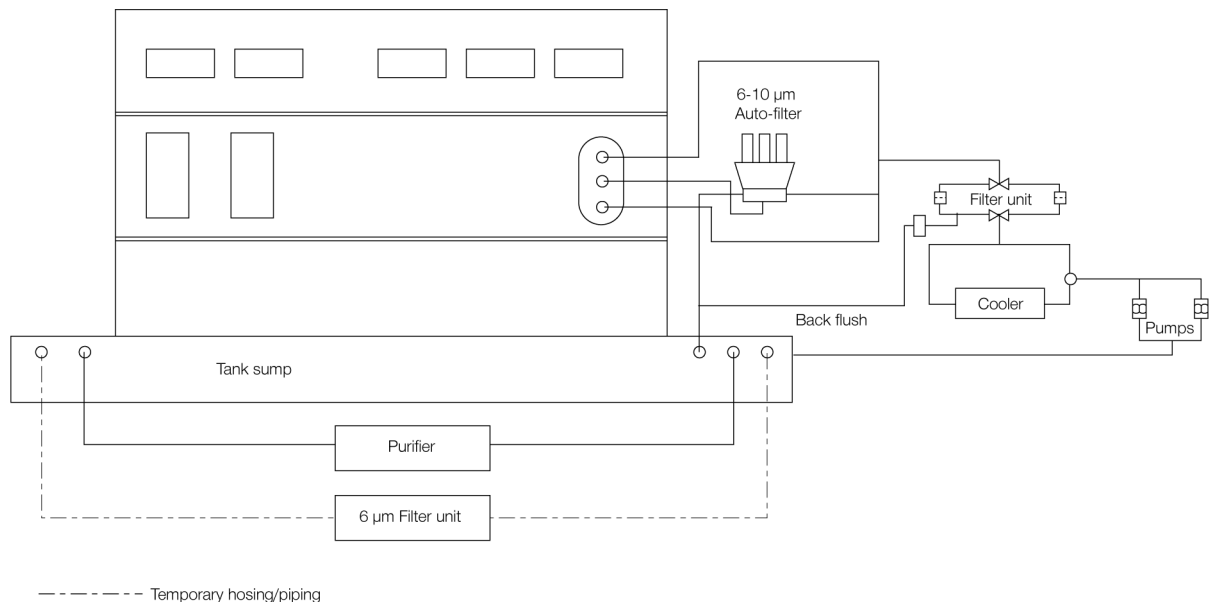 6-10 µm
Auto-filter
Filter unit
Cooler
Back flush
Pumps
Tank sump
Purifier
6 µm Filter unit
Temporary hosing/piping